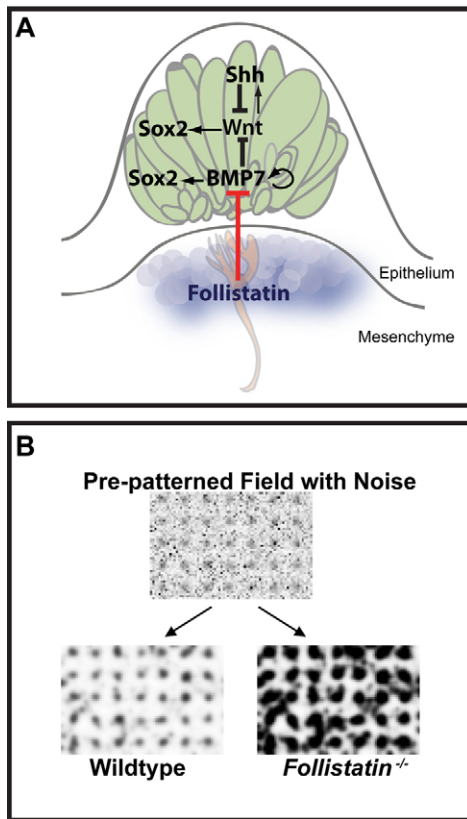 A
Shh
Sox2 Wnt
Sox2 BMP7
Epithelium
Follistatin
Mesenchyme
B
Pre-patterned Field with Noise
Wildtype Follistatin -/-